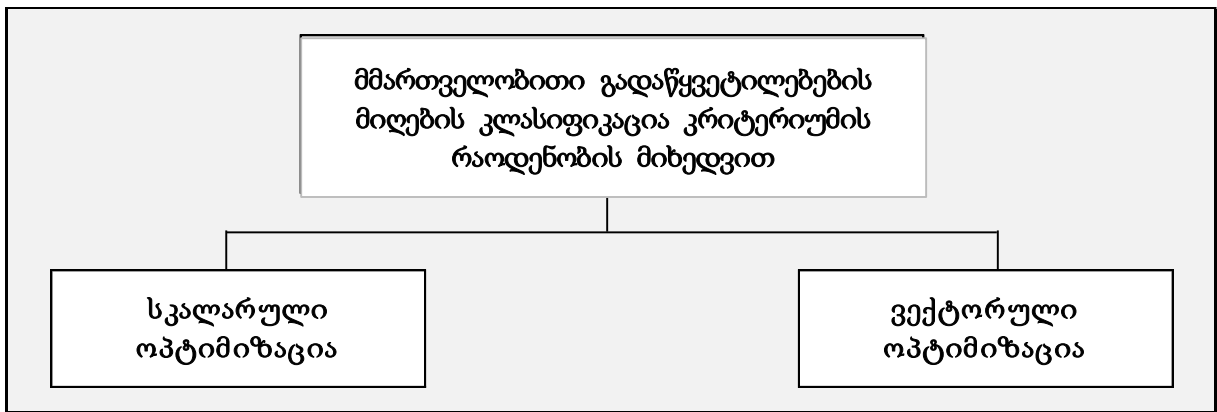 მმართველობითი გადაწყვეტილებების
მიღების კლასიფიკაცია კრიტერიუმის
რაოდენობის მიხედვით
სკალარული
ოპტიმიზაცია
ვექტორული
ოპტიმიზაცია